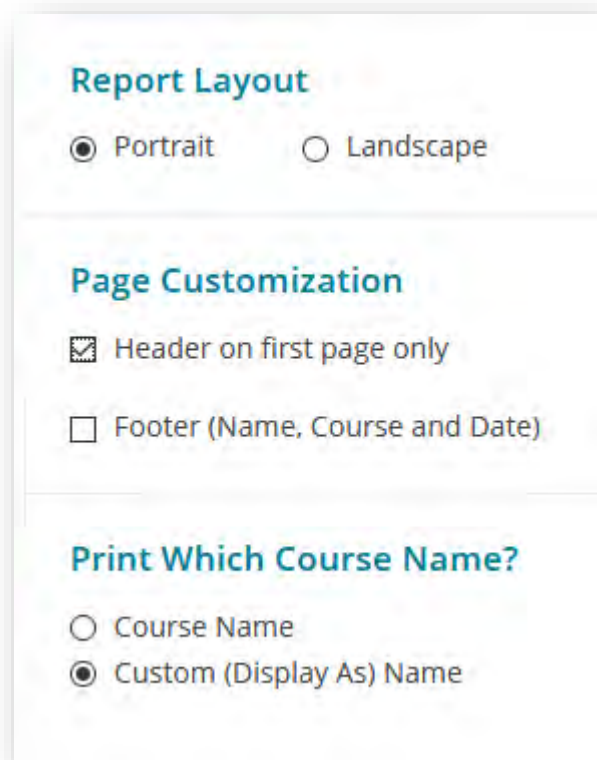 Report Layout
Portrait Landscape
Page Customization
Header on first page only
Footer (Name, Course and Date)
Print Which Course Name?
Course Name
Custom (Display As) Name